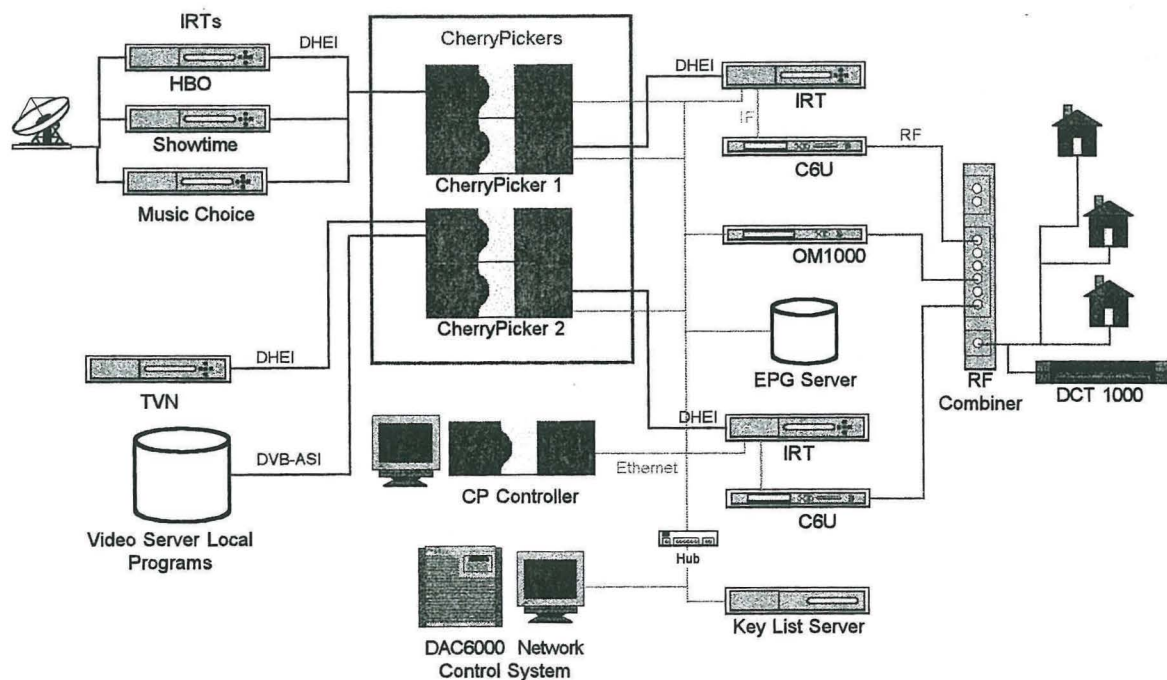 IRTs
DHEI
HBO
Showtime
Music Choice
CherryPickers
CherryPicker 1
CherryPicker 2
DHEI
IRT
IF
C6U
RF
OM1000
EPG Server
RF
Combiner
DCT 1000
DHEI
TVN
DVB-ASI
Video Server Local
Programs
CP Controller
Ethernet
DHEI
IRT
C6U
Hub
DAC6000 Network
Control System
Key List Server